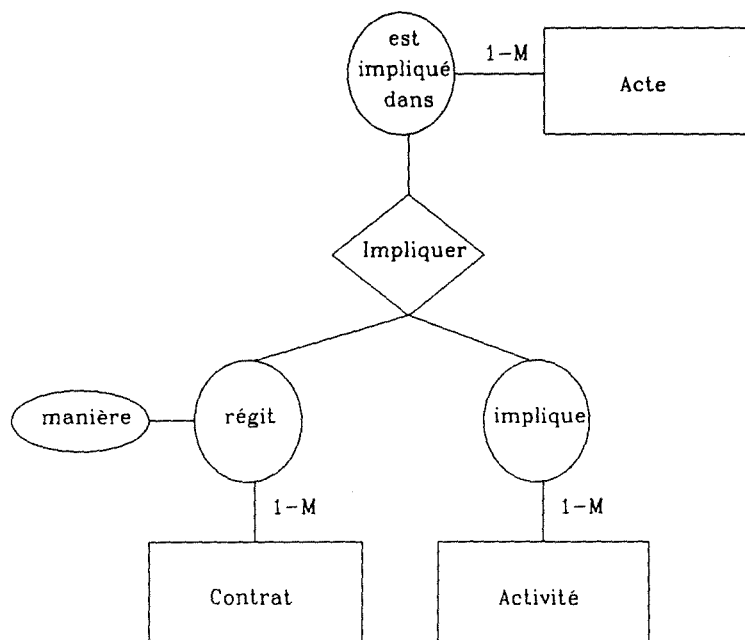 est
impliqué
dans
1-M
Acte
Impliquer
manière
régit
implique
1-M
1-M
Contrat
Activité